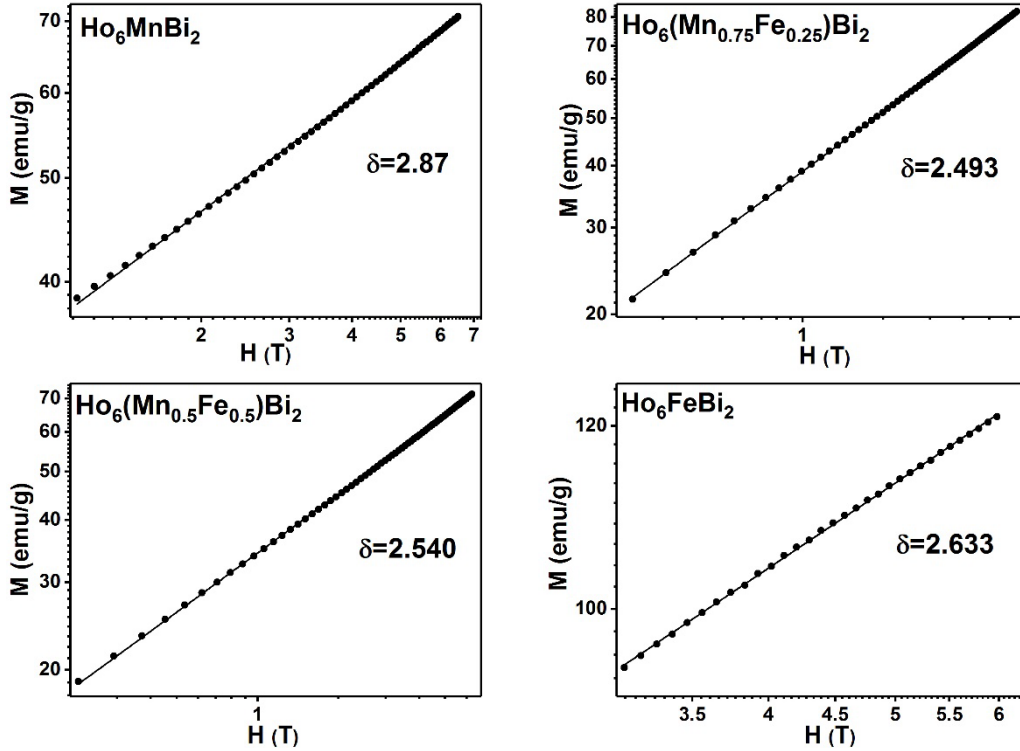 Ho₆MnBi₂
70
60
50
40
M (emu/g)
δ=2.87
2 3 4 5 6 7
H (T)
Ho₆(Mn₀.₇₅Fe₀.₂₅)Bi₂
80
70
60
50
40
30
20
M (emu/g)
δ=2.493
1
H (T)
Ho₆(Mn₀.₅Fe₀.₅)Bi₂
70
60
50
40
30
20
M (emu/g)
δ=2.540
1
H (T)
Ho₆FeBi₂
120
100
M (emu/g)
δ=2.633
3.5 4 4.5 5 5.5 6
H (T)